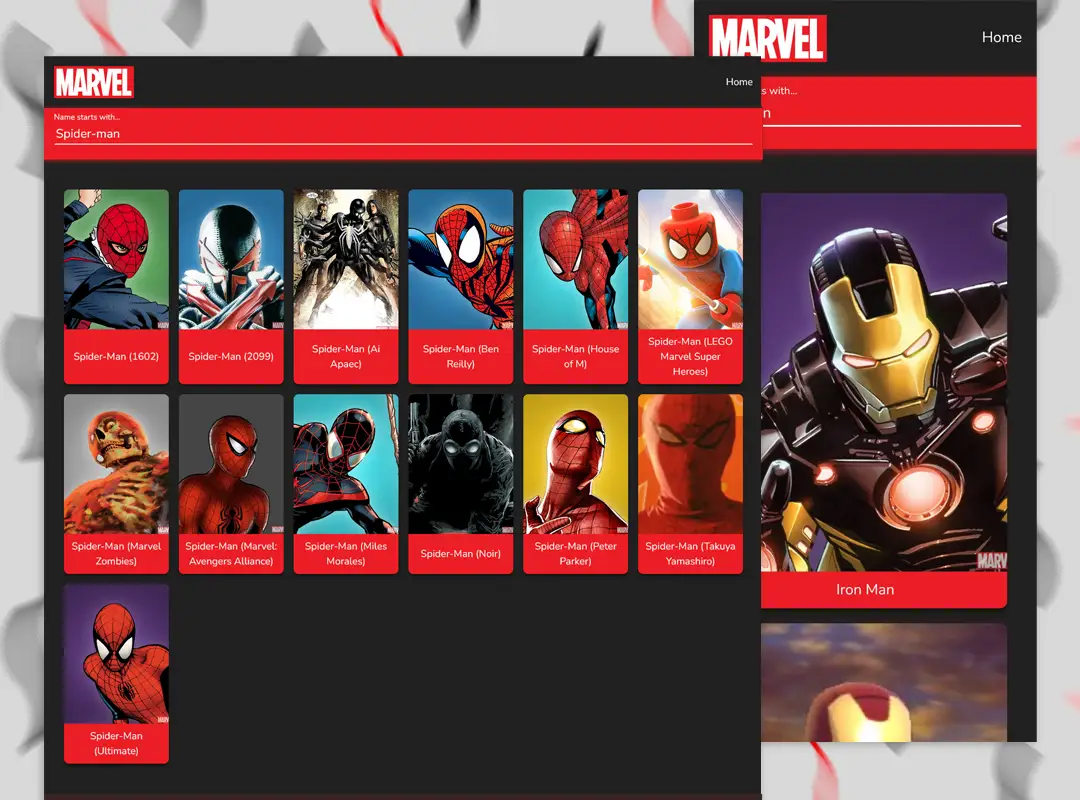 MARVEL
Home
Name starts with...
Spider-man
Spider-Man (1602)
Spider-Man (2099)
Spider-Man (Ai
Apaec)
Spider-Man (Ben
Reilly)
Spider-Man (House
of M)
Spider-Man (LEGO
Marvel Super
Heroes)
Spider-Man (Marvel
Zombies)
Spider-Man (Marvel:
Avengers Alliance)
Spider-Man (Miles
Morales)
Spider-Man (Noir)
Spider-Man (Peter
Parker)
Spider-Man (Takuya
Yamashiro)
Spider-Man
(Ultimate)
MARVEL
Home
s with...
n
MARV
Iron Man